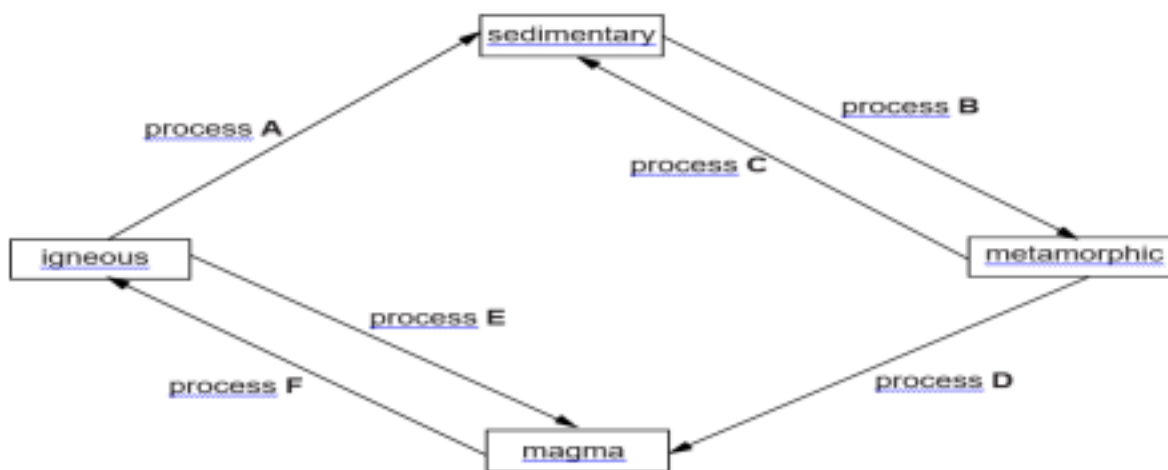 sedimentary
process B
process A
process C
igneous
metamorphic
process E
process F
process D
magma